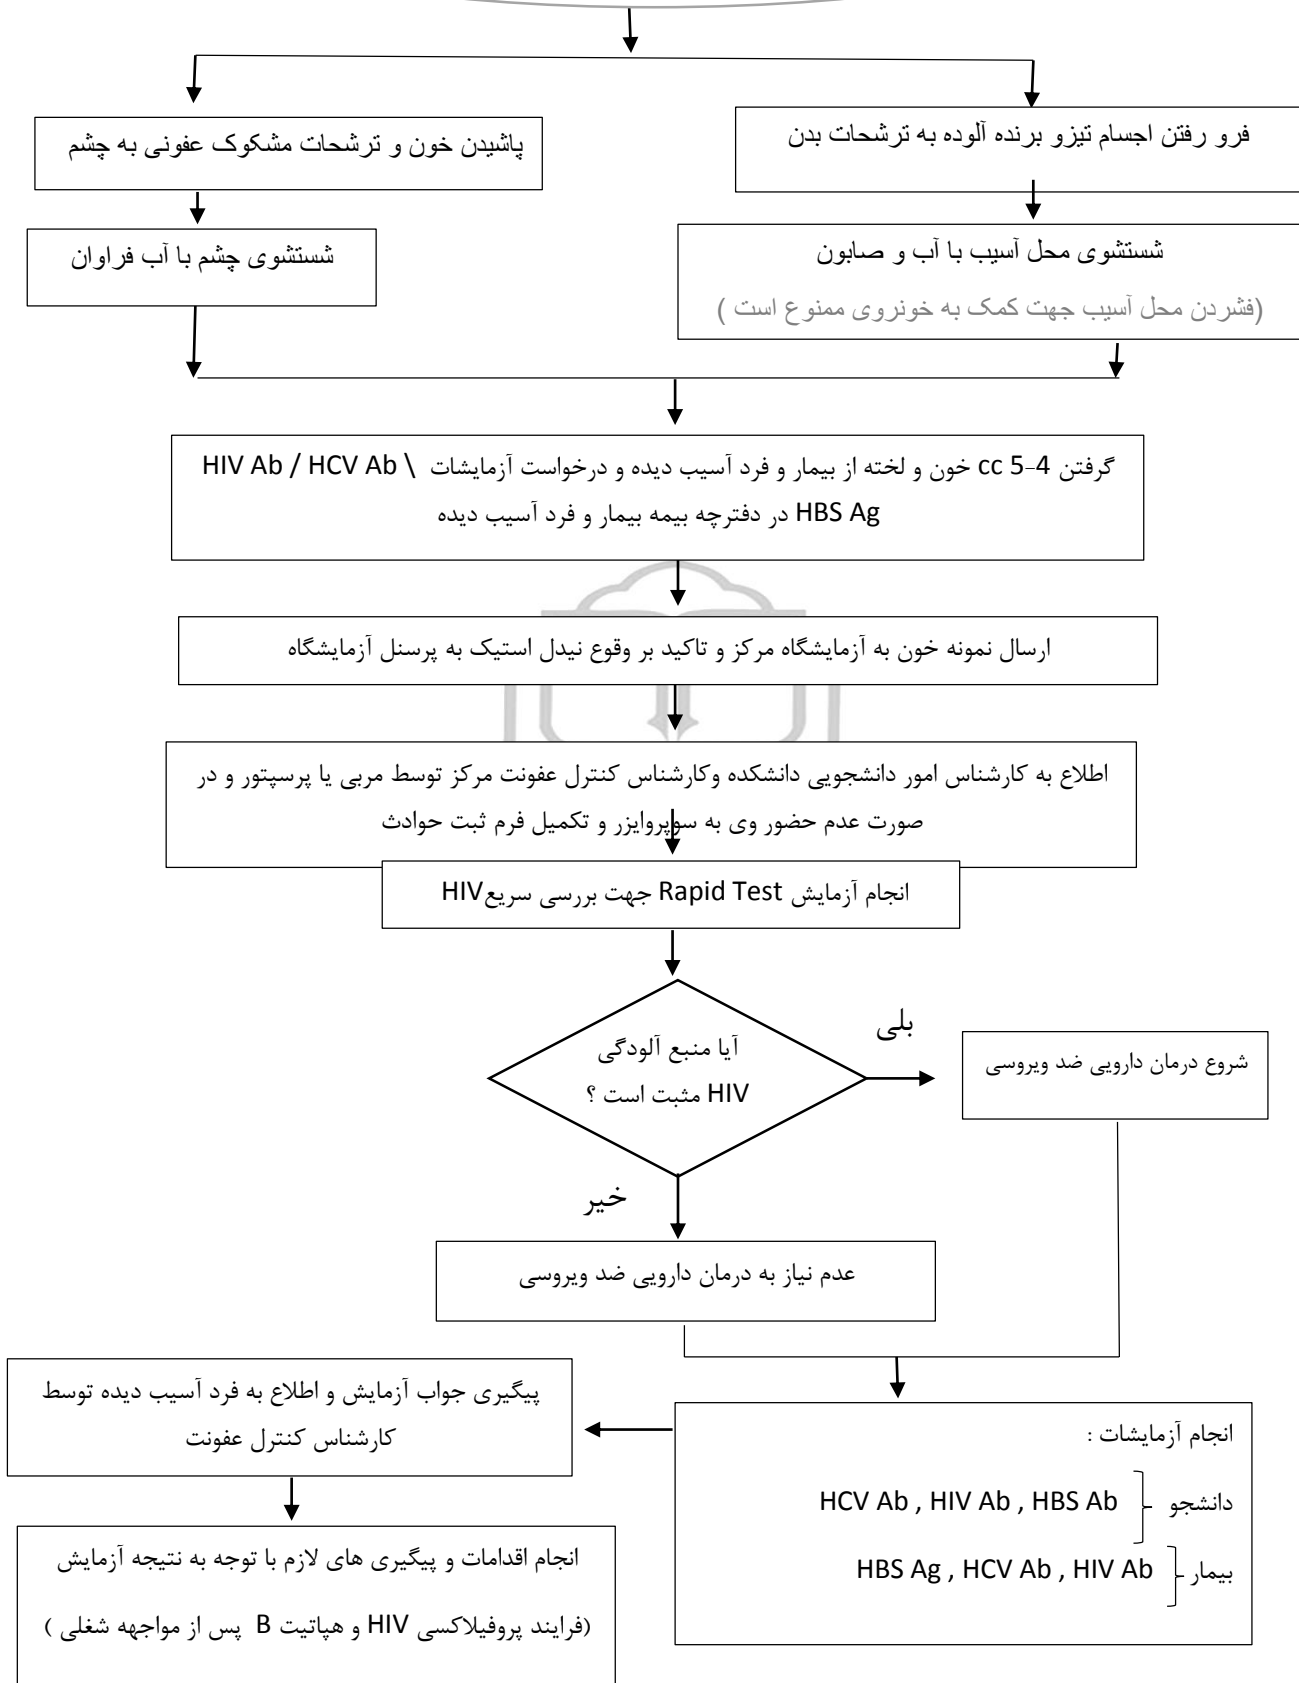 فرو رفتن اجسام تیزو برنده آلوده به ترشحات بدن
پاشیدن خون و ترشحات مشکوک عفونی به چشم
شستشوی محل آسیب با آب و صابون
(فشردن محل آسیب جهت کمک به خونروی ممنوع است )
شستشوی چشم با آب فراوان
گرفتن 4-5 cc خون و لخته از بیمار و فرد آسیب دیده و درخواست آزمایشات \ HIV Ab / HCV Ab
HBS Ag در دفترچه بیمه بیمار و فرد آسیب دیده
ارسال نمونه خون به آزمایشگاه مرکز و تاکید بر وقوع نیدل استیک به پرسنل آزمایشگاه
اطلاع به کارشناس امور دانشجویی دانشکده وکارشناس کنترل عفونت مرکز توسط مربی یا پرسپتور و در
صورت عدم حضور وی به سوپروایزر و تکمیل فرم ثبت حوادث
انجام آزمایش Rapid Test جهت بررسی سریعHIV
آیا منبع آلودگی
HIV مثبت است ؟
بلی
شروع درمان دارویی ضد ویروسی
خیر
عدم نیاز به درمان دارویی ضد ویروسی
انجام آزمایشات :
دانشجو HCV Ab , HIV Ab , HBS Ab
بیمار HBS Ag , HCV Ab , HIV Ab
پیگیری جواب آزمایش و اطلاع به فرد آسیب دیده توسط
کارشناس کنترل عفونت
انجام اقدامات و پیگیری های لازم با توجه به نتیجه آزمایش
(فرایند پروفیلاکسی HIV و هپاتیت B پس از مواجهه شغلی )